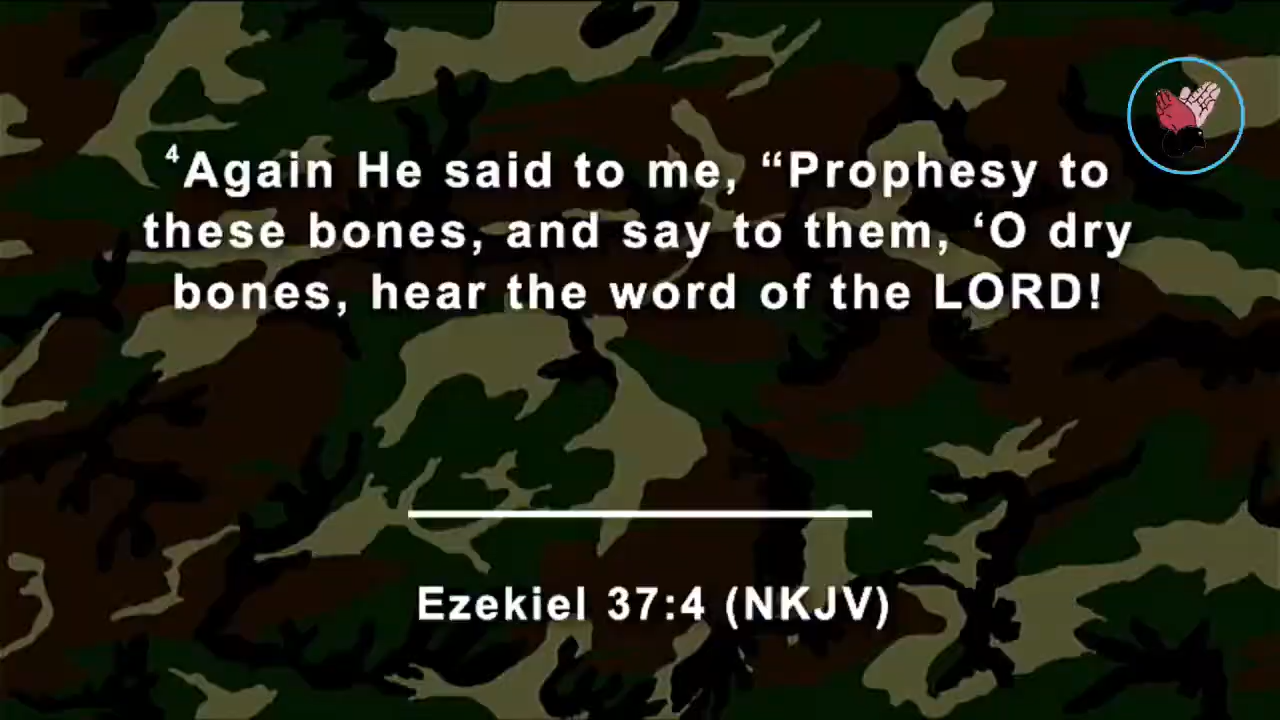 ⁴Again He said to me, “Prophesy to
these bones, and say to them, ‘O dry
bones, hear the word of the LORD!
Ezekiel 37:4 (NKJV)